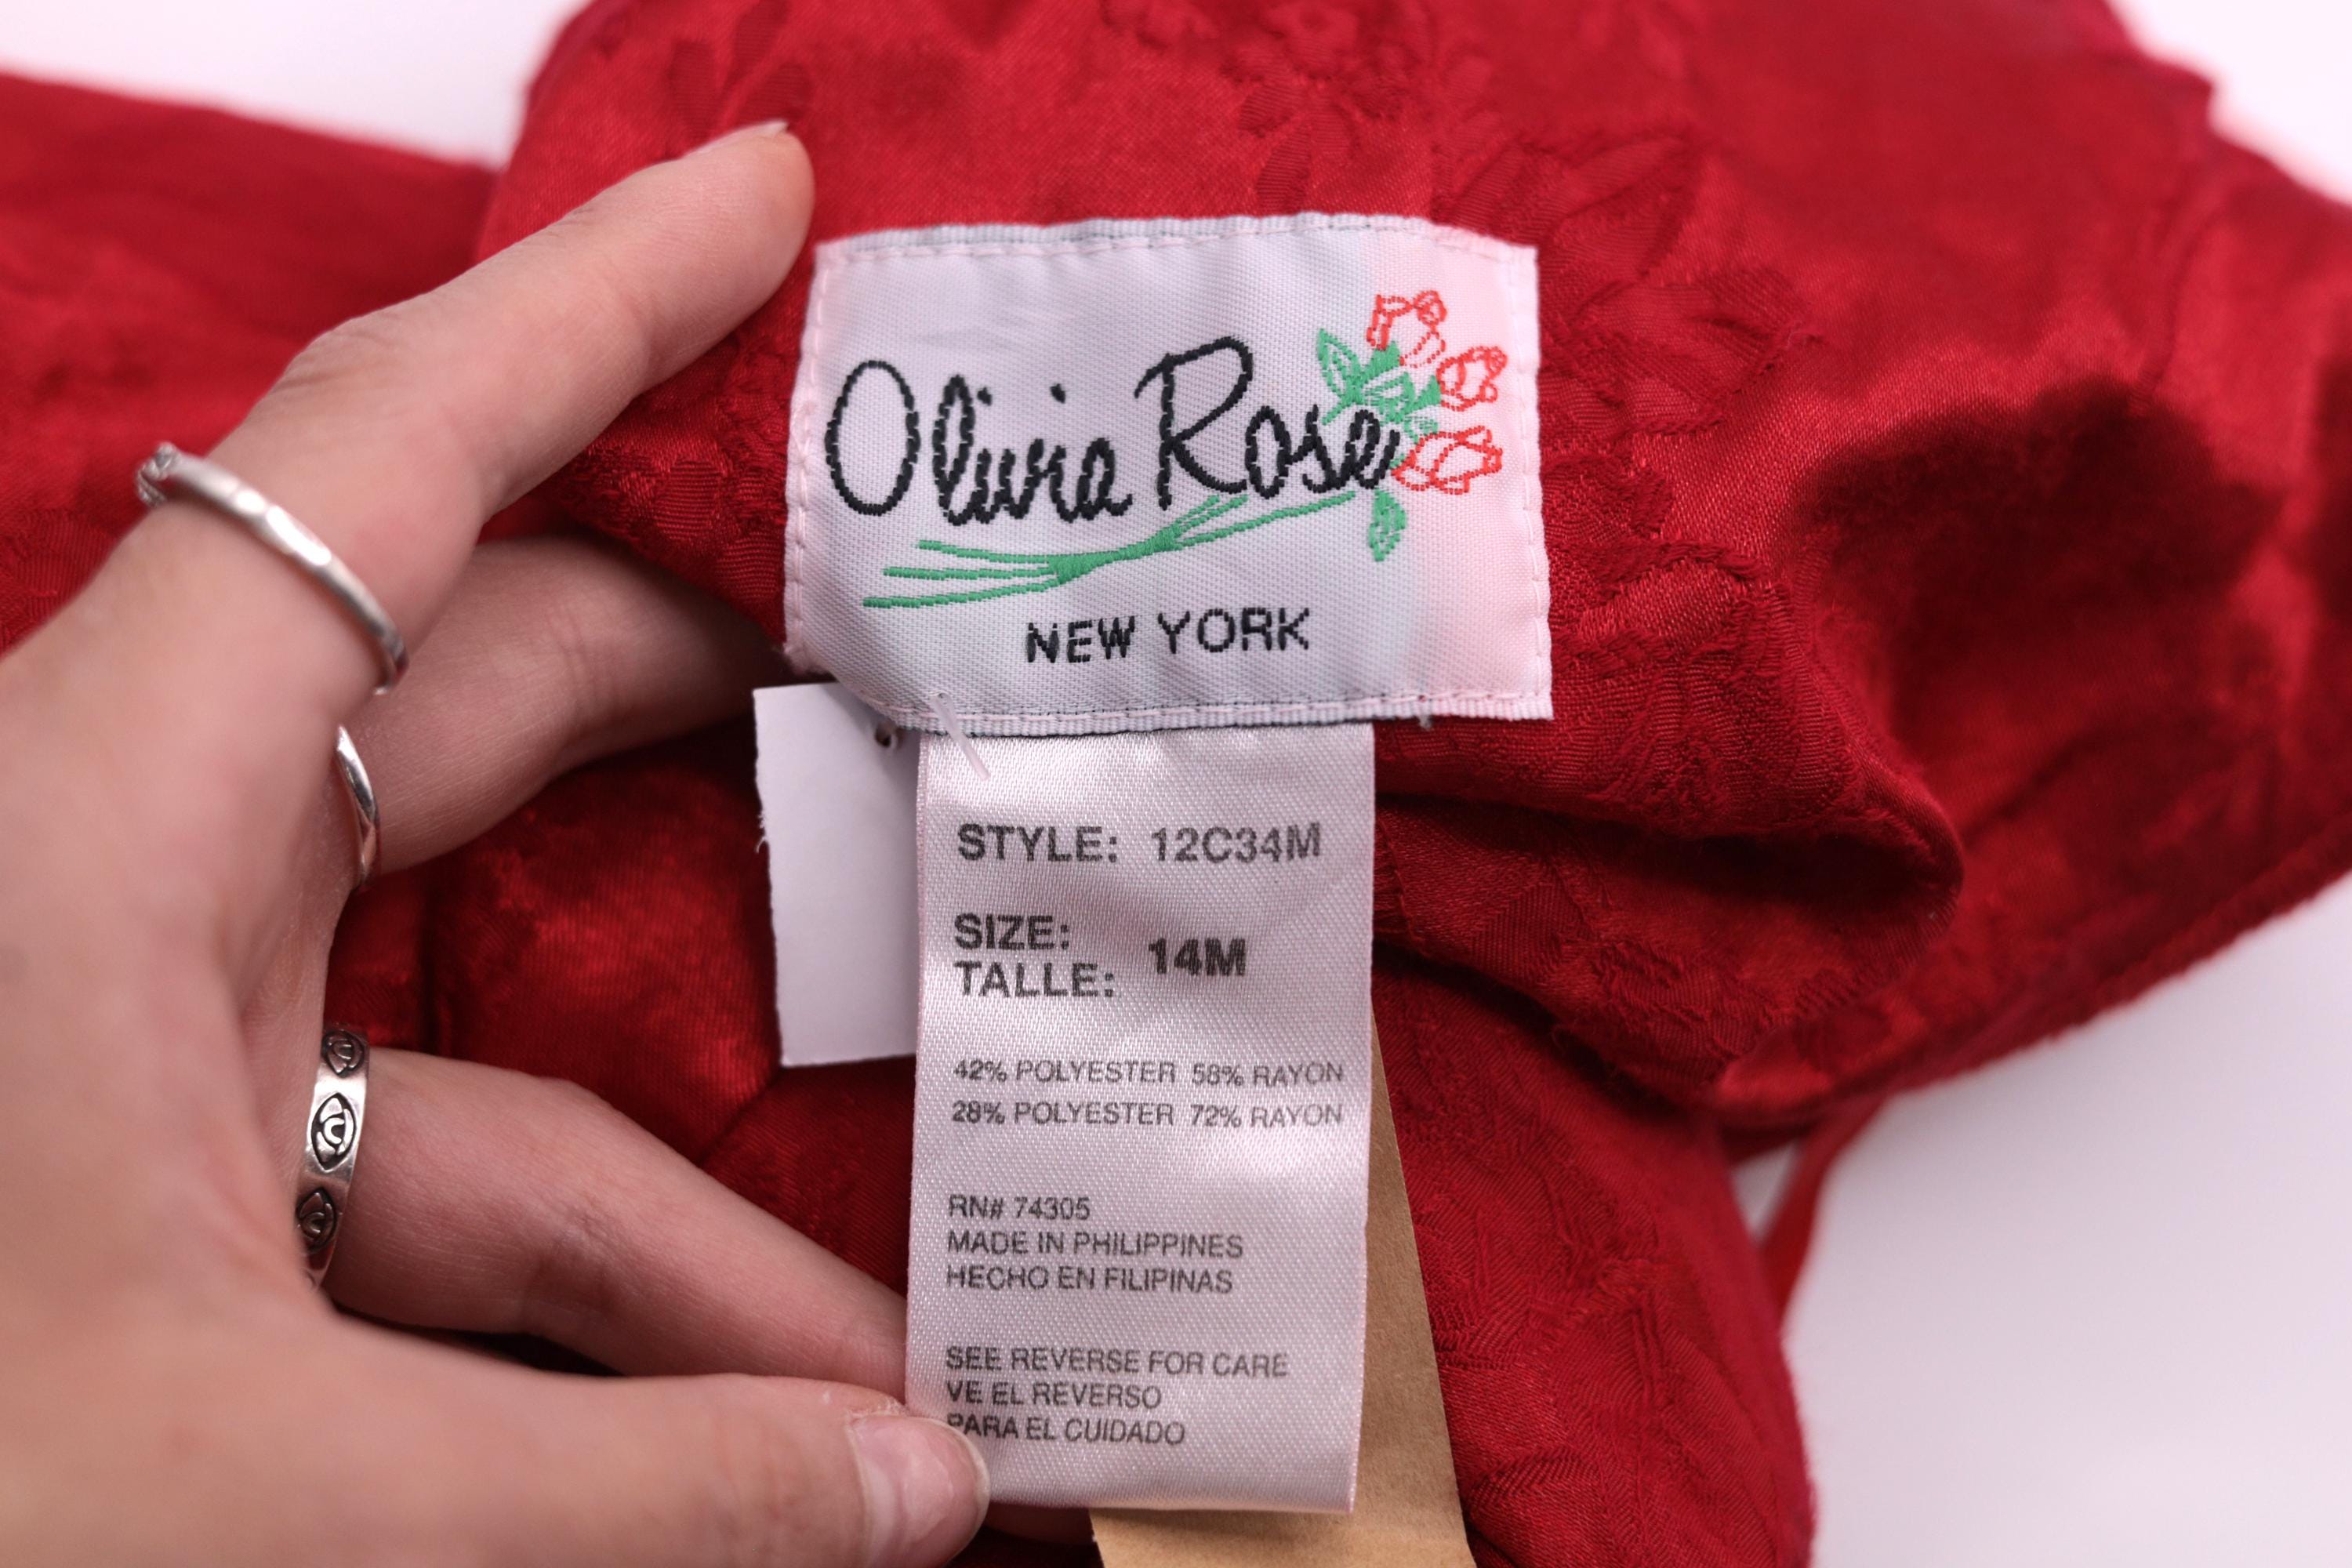 Olivia Rose
NEW YORK
STYLE: 12C34M
SIZE:
TALLE: 14M
42% POLYESTER 58% RAYON
28% POLYESTER 72% RAYON
RN# 74305
MADE IN PHILIPPINES
HECHO EN FILIPINAS
SEE REVERSE FOR CARE
VE EL REVERSO
PARA EL CUIDADO